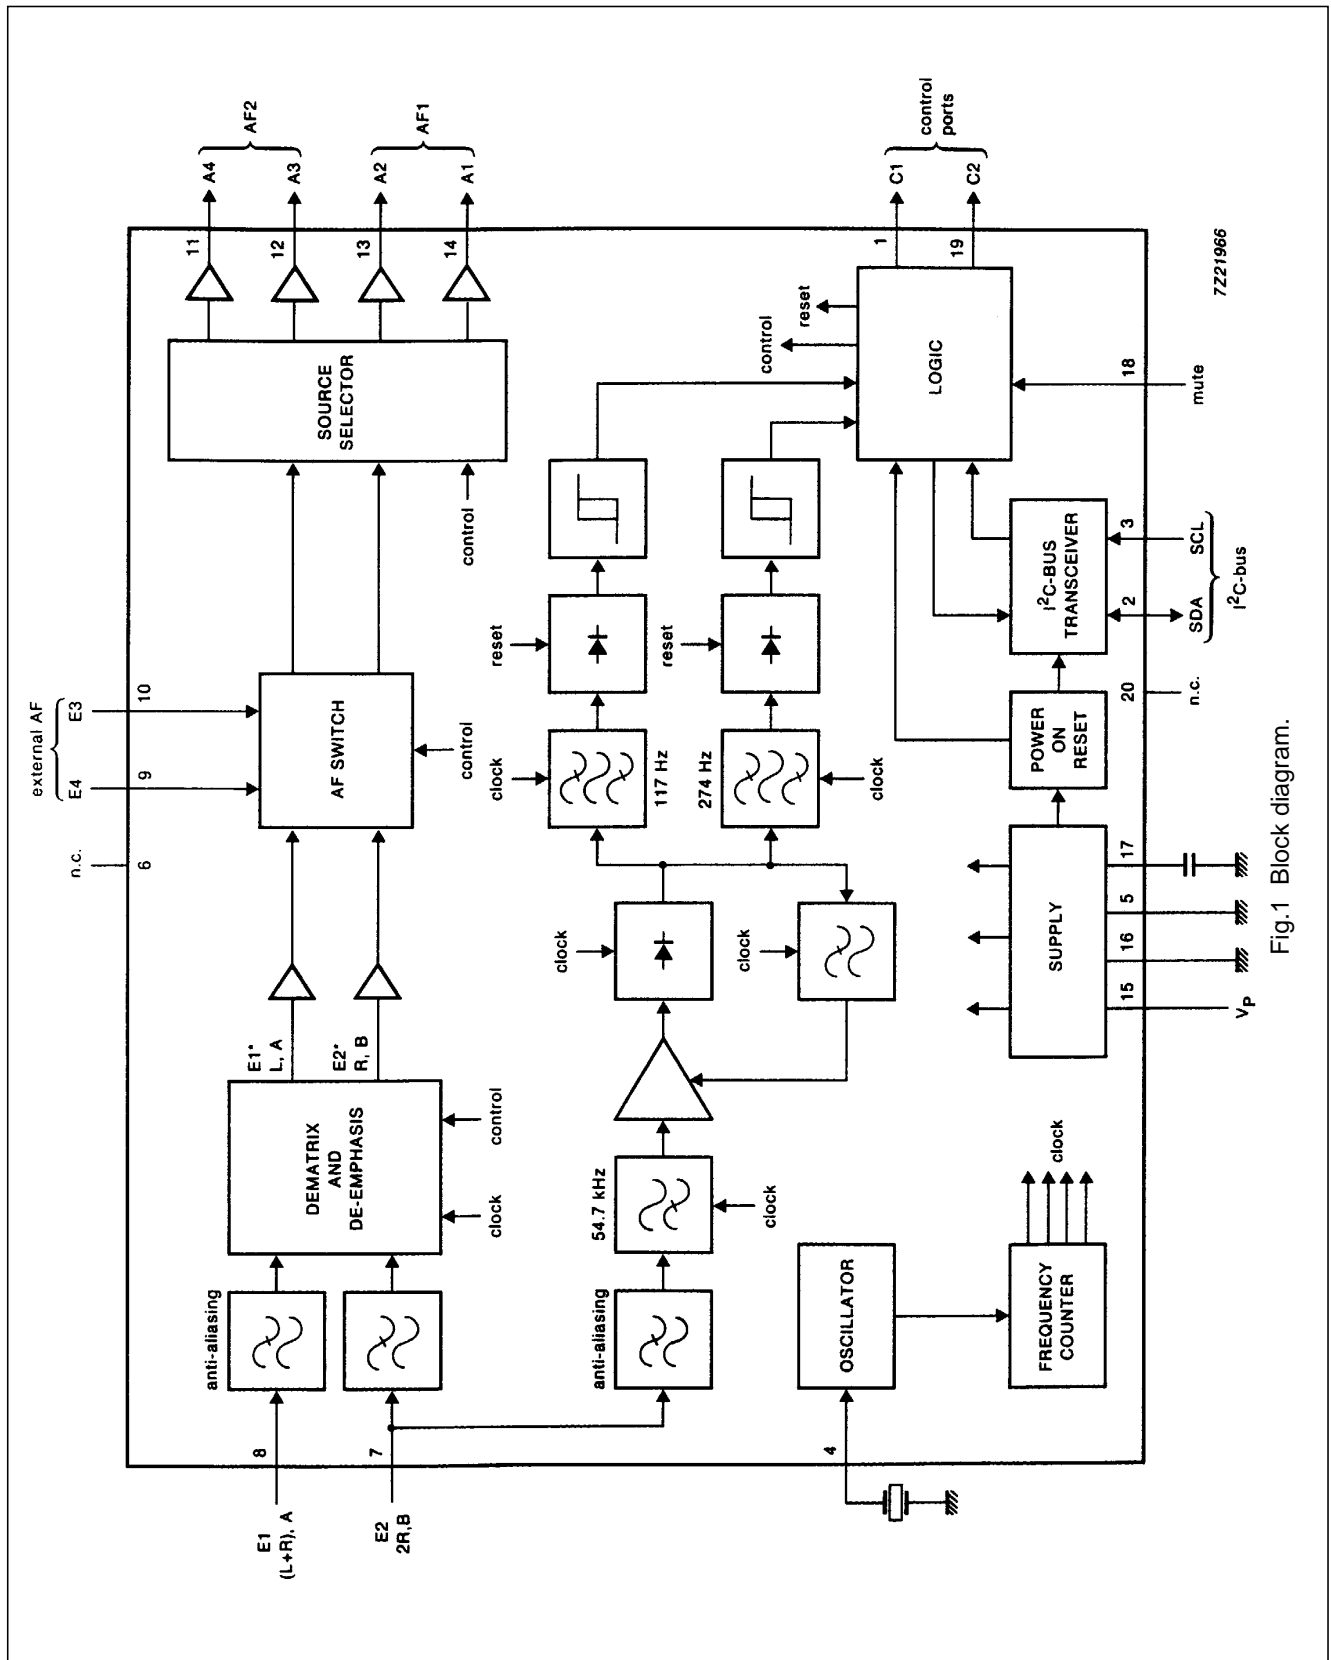 E1
(L+R), A
8
anti-aliasing
E2
2R,B
7
DEMATRIX
AND
DE-EMPHASIS
clock
control
E1*
L, A
E2*
R, B
n.c.
6
external AF
E4
E3
9
10
AF SWITCH
control
SOURCE
SELECTOR
control
11
A4
12
A3
AF2
13
A2
14
A1
AF1
anti-aliasing
54.7 kHz
clock
clock
clock
clock
117 Hz
reset
274 Hz
clock
reset
control
reset
LOGIC
1
C1
19
C2
control
ports
18
mute
4
OSCILLATOR
FREQUENCY
COUNTER
clock
SUPPLY
15
16
5
17
VP
POWER
ON
RESET
20
n.c.
I²C-BUS
TRANSCEIVER
2
3
SDA
SCL
I²C-bus
7Z21966
Fig.1 Block diagram.